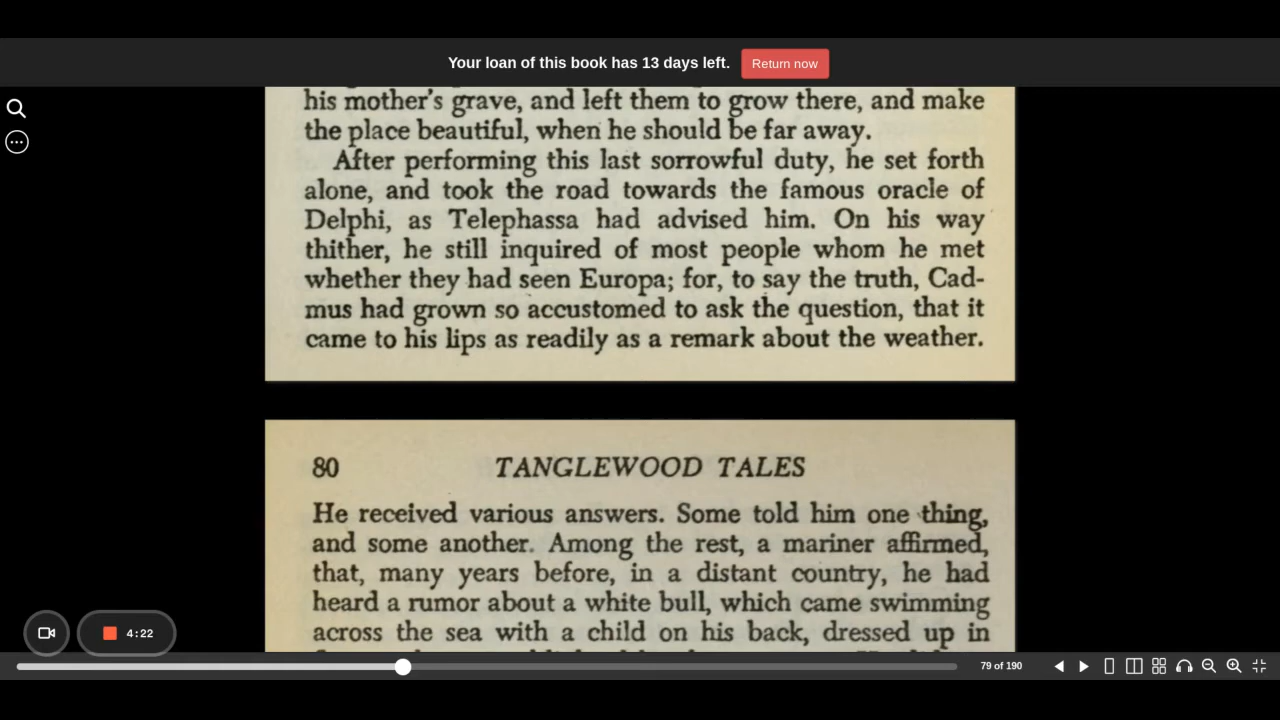 Your loan of this book has 13 days left. Return now
his mother's grave, and left them to grow there, and make
the place beautiful, when he should be far away.
After performing this last sorrowful duty, he set forth
alone, and took the road towards the famous oracle of
Delphi, as Telephassa had advised him. On his way
thither, he still inquired of most people whom he met
whether they had seen Europa; for, to say the truth, Cad-
mus had grown so accustomed to ask the question, that it
came to his lips as readily as a remark about the weather.
80 TANGLEWOOD TALES
He received various answers. Some told him one thing,
and some another. Among the rest, a mariner affirmed,
that, many years before, in a distant country, he had
heard a rumor about a white bull, which came swimming
across the sea with a child on his back, dressed up in
4:22
79 of 190